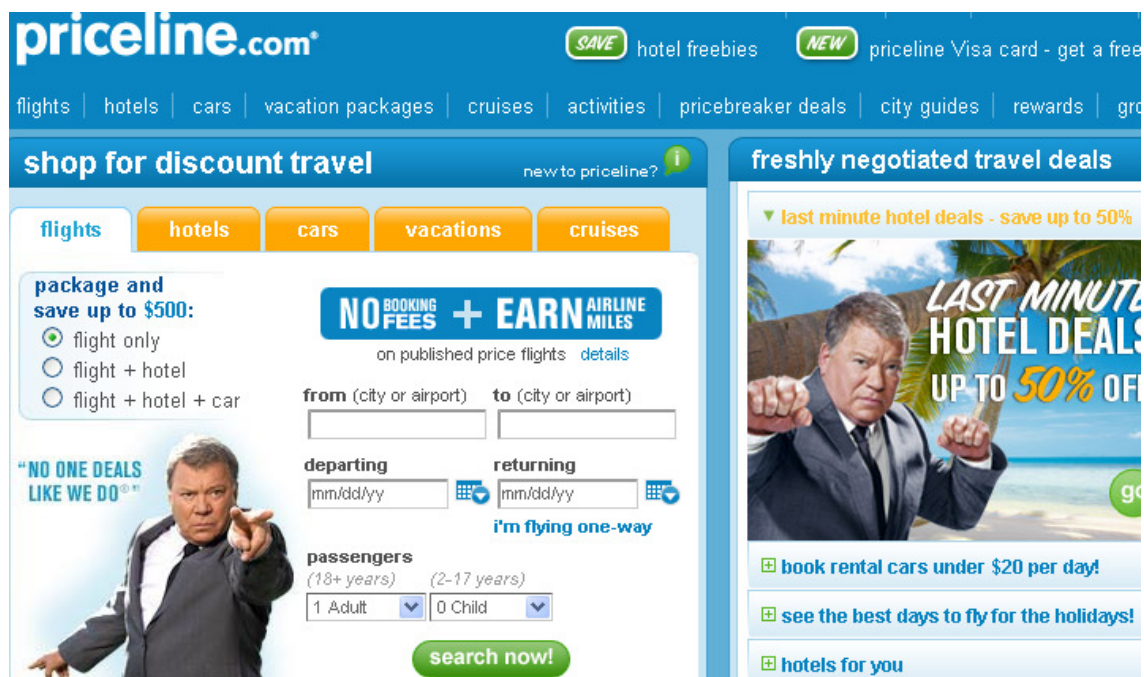 priceline.com®
SAVE hotel freebies NEW priceline Visa card - get a free
flights | hotels | cars | vacation packages | cruises | activities | pricebreaker deals | city guides | rewards |
shop for discount travel
new to priceline? i
flights hotels cars vacations cruises
package and
save up to $500:
flight only
flight + hotel
flight + hotel + car
"NO ONE DEALS
LIKE WE DO®"
NO BOOKING FEES + EARN AIRLINE MILES
on published price flights details
from (city or airport) to (city or airport)
departing returning
mm/dd/yy mm/dd/yy
i'm flying one-way
passengers
(18+ years) (2-17 years)
1 Adult 0 Child
search now!
freshly negotiated travel deals
last minute hotel deals - save up to 50%
LAST MINUTE
HOTEL DEALS
UP TO 50% OFF
go
book rental cars under $20 per day!
see the best days to fly for the holidays!
hotels for you